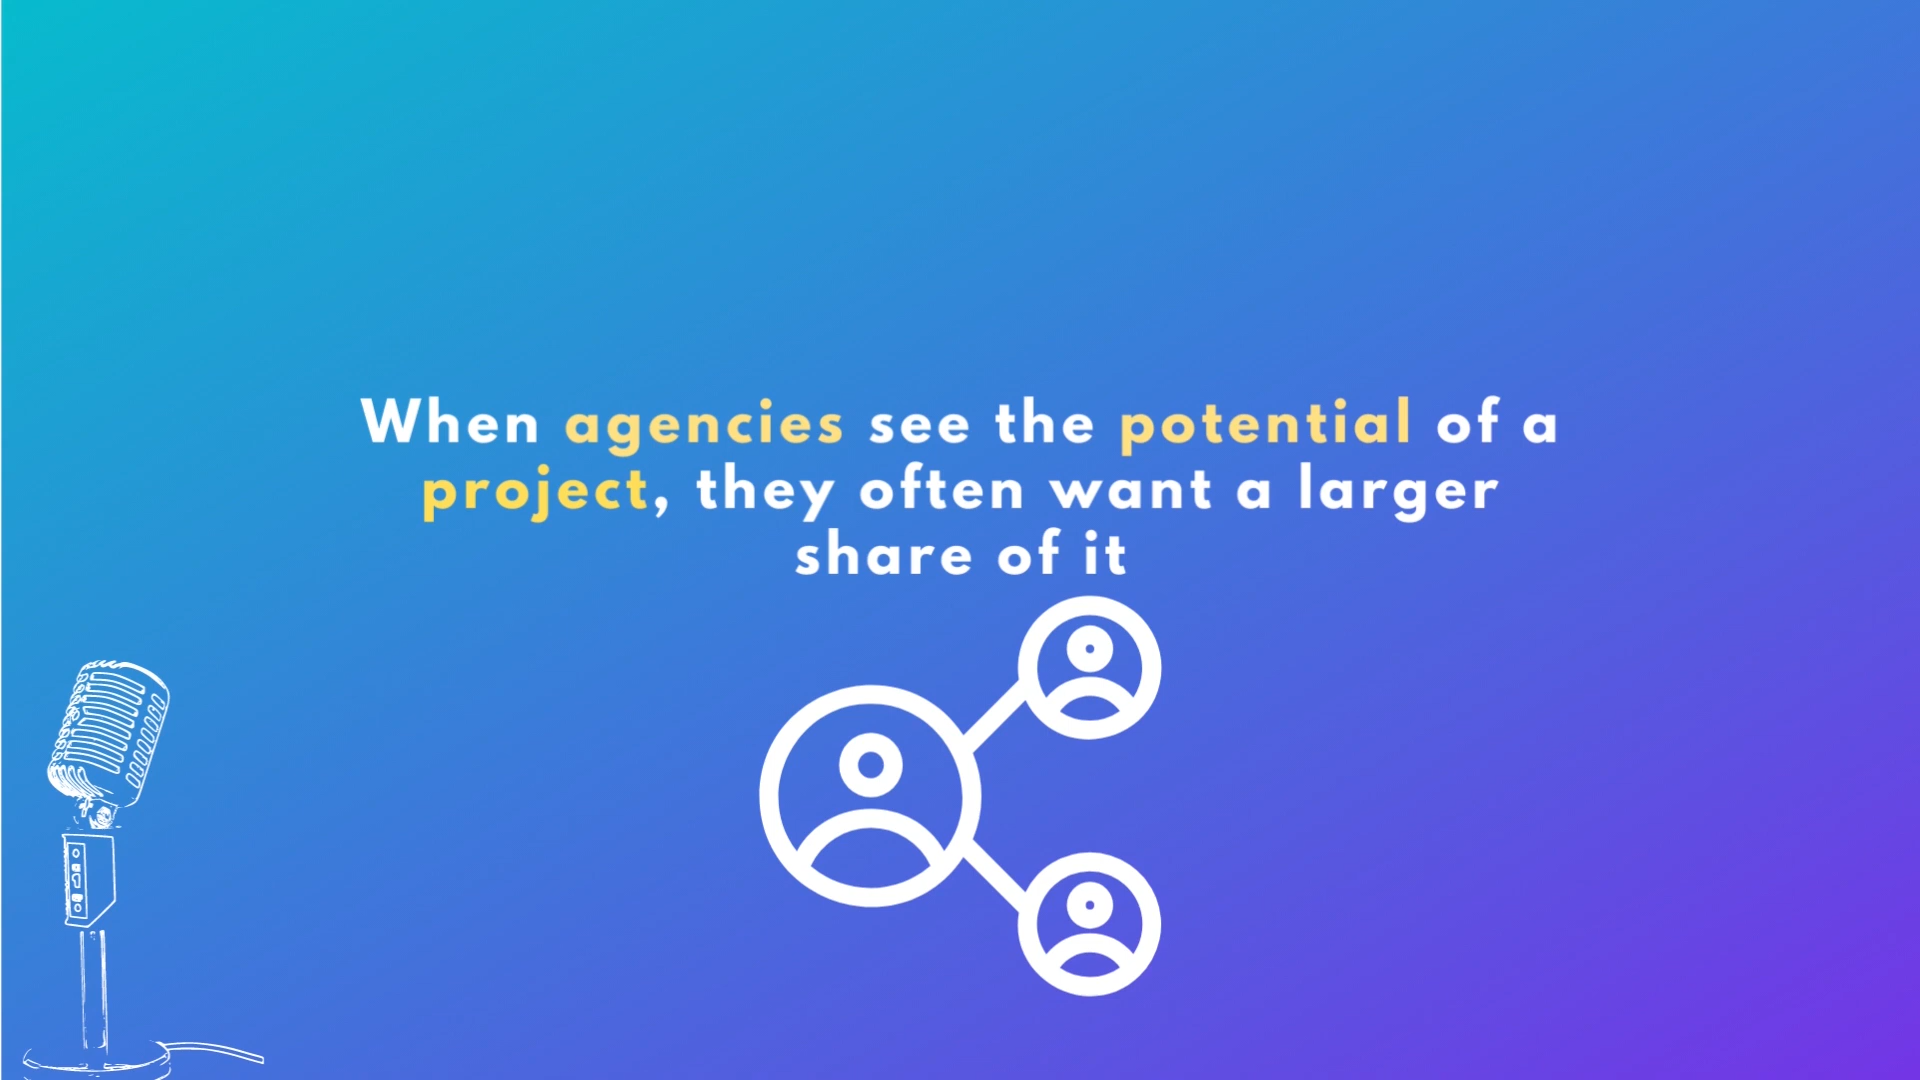 When agencies see the potential of a
project, they often want a larger
share of it